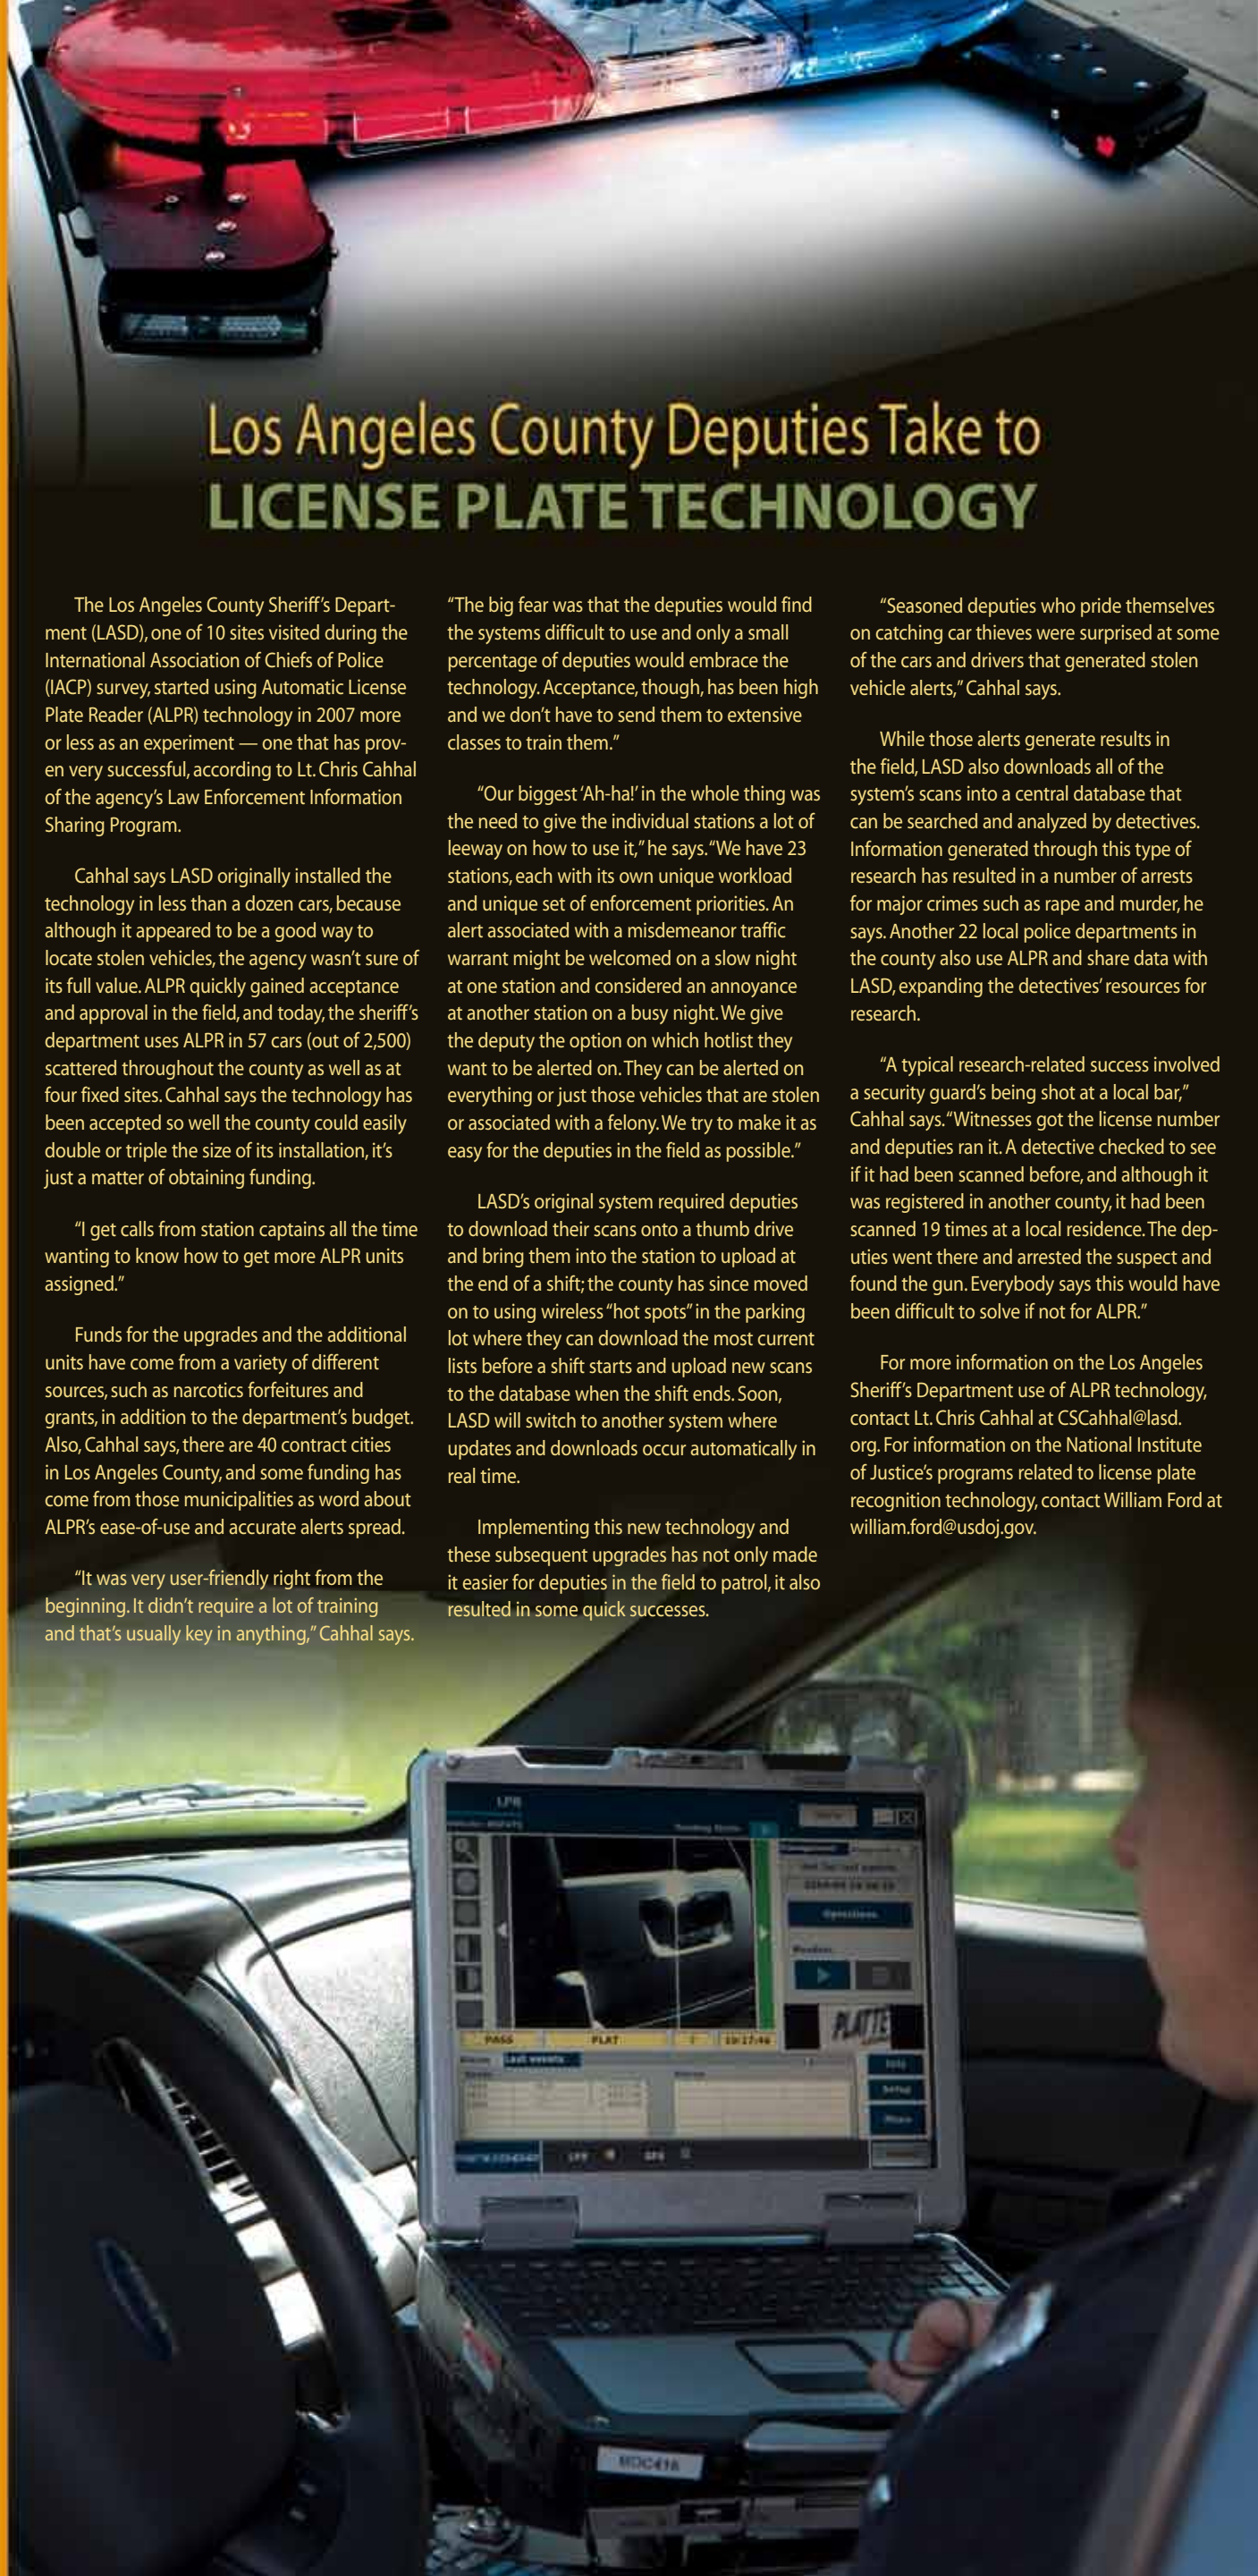 Los Angeles County Deputies Take to
LICENSE PLATE TECHNOLOGY
The Los Angeles County Sheriff’s Depart-
ment (LASD), one of 10 sites visited during the
International Association of Chiefs of Police
(IACP) survey, started using Automatic License
Plate Reader (ALPR) technology in 2007 more
or less as an experiment — one that has prov-
en very successful, according to Lt. Chris Cahhal
of the agency’s Law Enforcement Information
Sharing Program.
Cahhal says LASD originally installed the
technology in less than a dozen cars, because
although it appeared to be a good way to
locate stolen vehicles, the agency wasn’t sure of
its full value. ALPR quickly gained acceptance
and approval in the field, and today, the sheriff’s
department uses ALPR in 57 cars (out of 2,500)
scattered throughout the county as well as at
four fixed sites. Cahhal says the technology has
been accepted so well the county could easily
double or triple the size of its installation, it’s
just a matter of obtaining funding.
“I get calls from station captains all the time
wanting to know how to get more ALPR units
assigned.”
Funds for the upgrades and the additional
units have come from a variety of different
sources, such as narcotics forfeitures and
grants, in addition to the department’s budget.
Also, Cahhal says, there are 40 contract cities
in Los Angeles County, and some funding has
come from those municipalities as word about
ALPR’s ease-of-use and accurate alerts spread.
“It was very user-friendly right from the
beginning. It didn’t require a lot of training
and that’s usually key in anything,” Cahhal says.
“The big fear was that the deputies would find
the systems difficult to use and only a small
percentage of deputies would embrace the
technology. Acceptance, though, has been high
and we don’t have to send them to extensive
classes to train them.”
“Our biggest ‘Ah-ha!’ in the whole thing was
the need to give the individual stations a lot of
leeway on how to use it,” he says. “We have 23
stations, each with its own unique workload
and unique set of enforcement priorities. An
alert associated with a misdemeanor traffic
warrant might be welcomed on a slow night
at one station and considered an annoyance
at another station on a busy night. We give
the deputy the option on which hotlist they
want to be alerted on. They can be alerted on
everything or just those vehicles that are stolen
or associated with a felony. We try to make it as
easy for the deputies in the field as possible.”
LASD’s original system required deputies
to download their scans onto a thumb drive
and bring them into the station to upload at
the end of a shift; the county has since moved
on to using wireless “hot spots” in the parking
lot where they can download the most current
lists before a shift starts and upload new scans
to the database when the shift ends. Soon,
LASD will switch to another system where
updates and downloads occur automatically in
real time.
Implementing this new technology and
these subsequent upgrades has not only made
it easier for deputies in the field to patrol, it also
resulted in some quick successes.
“Seasoned deputies who pride themselves
on catching car thieves were surprised at some
of the cars and drivers that generated stolen
vehicle alerts,” Cahhal says.
While those alerts generate results in
the field, LASD also downloads all of the
system’s scans into a central database that
can be searched and analyzed by detectives.
Information generated through this type of
research has resulted in a number of arrests
for major crimes such as rape and murder, he
says. Another 22 local police departments in
the county also use ALPR and share data with
LASD, expanding the detectives’ resources for
research.
“A typical research-related success involved
a security guard’s being shot at a local bar,”
Cahhal says. “Witnesses got the license number
and deputies ran it. A detective checked to see
if it had been scanned before, and although it
was registered in another county, it had been
scanned 19 times at a local residence. The dep-
uties went there and arrested the suspect and
found the gun. Everybody says this would have
been difficult to solve if not for ALPR.”
For more information on the Los Angeles
Sheriff’s Department use of ALPR technology,
contact Lt. Chris Cahhal at CSCahhal@lasd.
org. For information on the National Institute
of Justice’s programs related to license plate
recognition technology, contact William Ford at
william.ford@usdoj.gov.
LPR
Operations
PLATTE
PASS PLAT 10:17:46
Last events
Setup